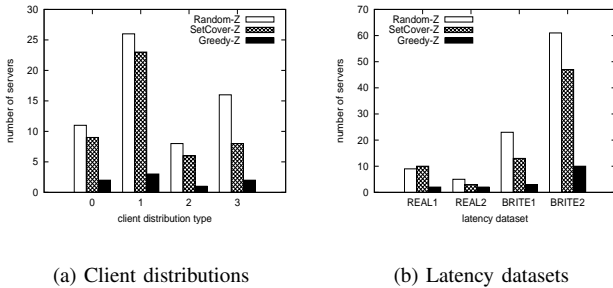 Random-Z
SetCover-Z
Greedy-Z
number of servers
30
25
20
15
10
5
0
0 1 2 3
client distribution type
(a) Client distributions
Random-Z
SetCover-Z
Greedy-Z
number of servers
70
60
50
40
30
20
10
0
REAL1 REAL2 BRITE1 BRITE2
latency dataset
(b) Latency datasets